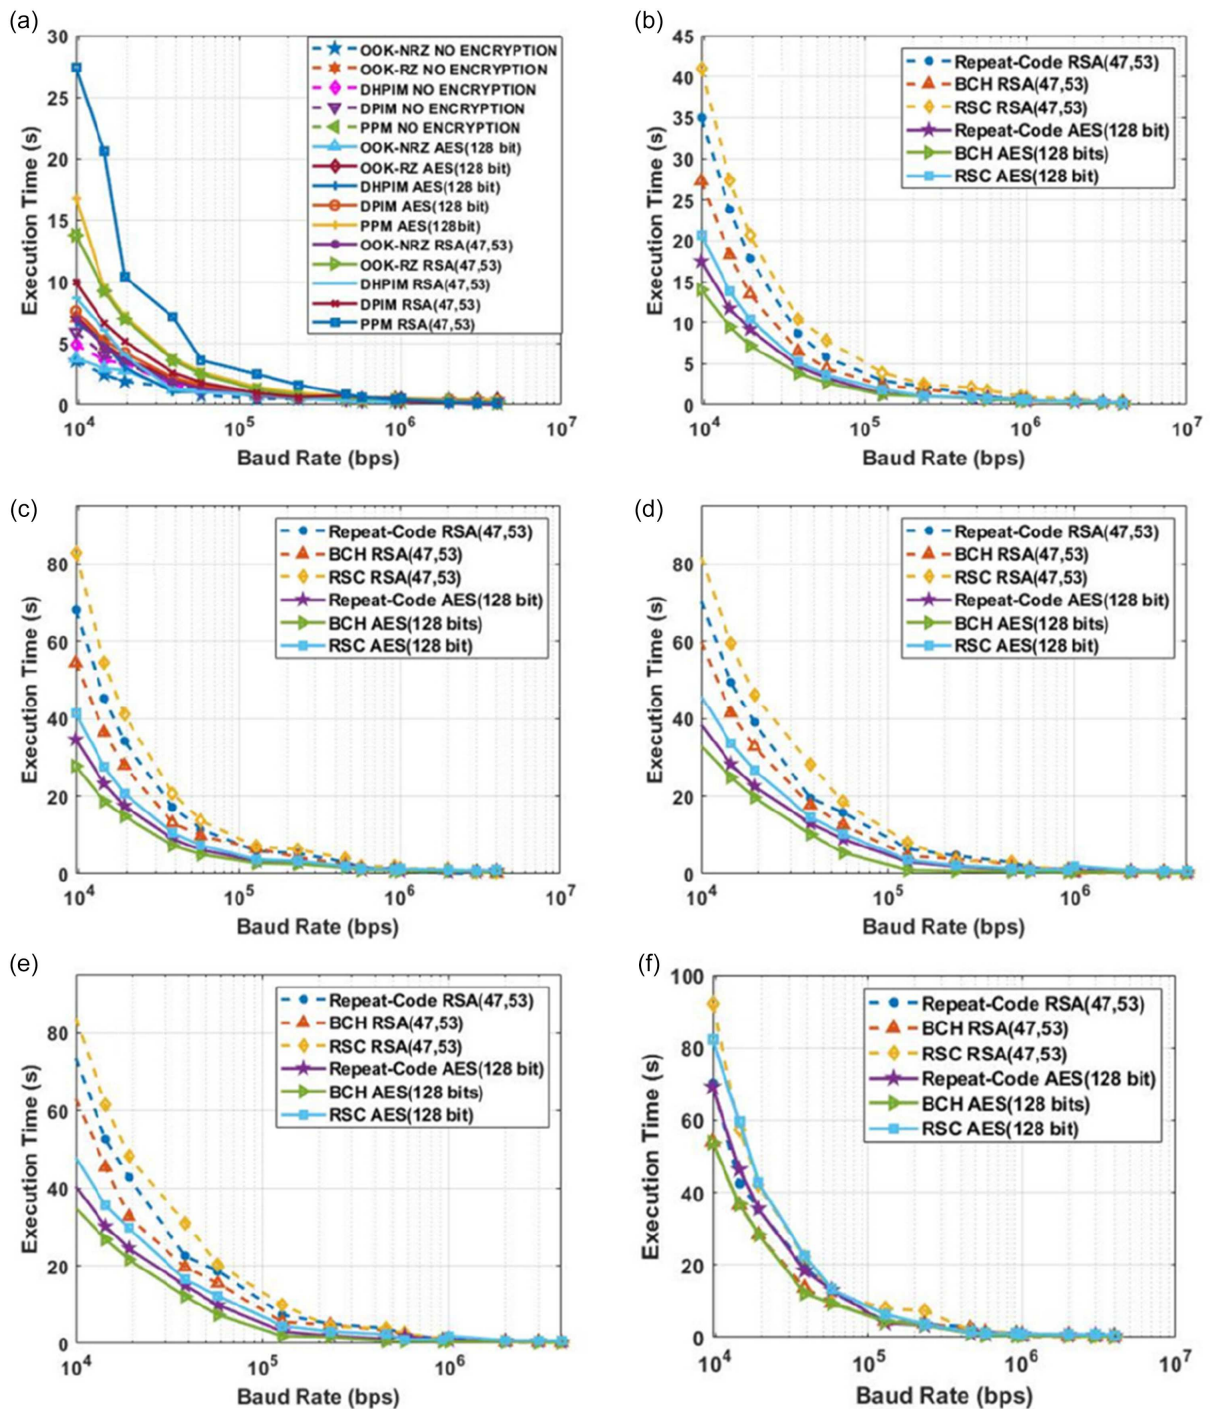 (a)
30
25
20
15
10
5
0
Execution Time (s)
OOK-NRZ NO ENCRYPTION
OOK-RZ NO ENCRYPTION
DHPIM NO ENCRYPTION
DPIM NO ENCRYPTION
PPM NO ENCRYPTION
OOK-NRZ AES(128 bit)
OOK-RZ AES(128 bit)
DHPIM AES(128 bit)
DPIM AES(128 bit)
PPM AES(128bit)
OOK-NRZ RSA(47,53)
OOK-RZ RSA(47,53)
DHPIM RSA(47,53)
DPIM RSA(47,53)
PPM RSA(47,53)
10^4 10^5 10^6 10^7
Baud Rate (bps)
(b)
45
40
35
30
25
20
15
10
5
0
Execution Time (s)
Repeat-Code RSA(47,53)
BCH RSA(47,53)
RSC RSA(47,53)
Repeat-Code AES(128 bit)
BCH AES(128 bits)
RSC AES(128 bit)
10^4 10^5 10^6 10^7
Baud Rate (bps)
(c)
80
60
40
20
0
Execution Time (s)
Repeat-Code RSA(47,53)
BCH RSA(47,53)
RSC RSA(47,53)
Repeat-Code AES(128 bit)
BCH AES(128 bits)
RSC AES(128 bit)
10^4 10^5 10^6 10^7
Baud Rate (bps)
(d)
80
60
40
20
0
Execution Time (s)
Repeat-Code RSA(47,53)
BCH RSA(47,53)
RSC RSA(47,53)
Repeat-Code AES(128 bit)
BCH AES(128 bits)
RSC AES(128 bit)
10^4 10^5 10^6
Baud Rate (bps)
(e)
80
60
40
20
0
Execution Time (s)
Repeat-Code RSA(47,53)
BCH RSA(47,53)
RSC RSA(47,53)
Repeat-Code AES(128 bit)
BCH AES(128 bits)
RSC AES(128 bit)
10^4 10^5 10^6
Baud Rate (bps)
(f)
100
80
60
40
20
0
Execution Time (s)
Repeat-Code RSA(47,53)
BCH RSA(47,53)
RSC RSA(47,53)
Repeat-Code AES(128 bit)
BCH AES(128 bits)
RSC AES(128 bit)
10^4 10^5 10^6 10^7
Baud Rate (bps)